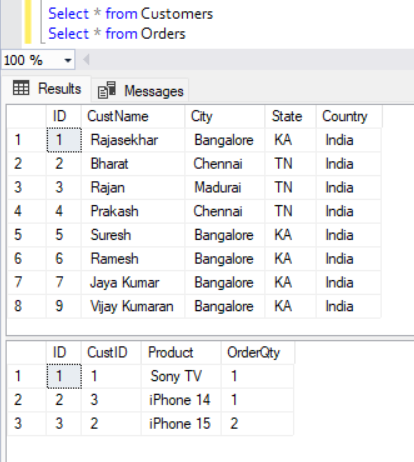 Select * from Customers
Select * from Orders
100 %
Results Messages
ID CustName City State Country
1 1 Rajasekhar Bangalore KA India
2 2 Bharat Chennai TN India
3 3 Rajan Madurai TN India
4 4 Prakash Chennai TN India
5 5 Suresh Bangalore KA India
6 6 Ramesh Bangalore KA India
7 7 Jaya Kumar Bangalore KA India
8 9 Vijay Kumaran Bangalore KA India
ID CustID Product OrderQty
1 1 1 Sony TV 1
2 2 3 iPhone 14 1
3 3 2 iPhone 15 2